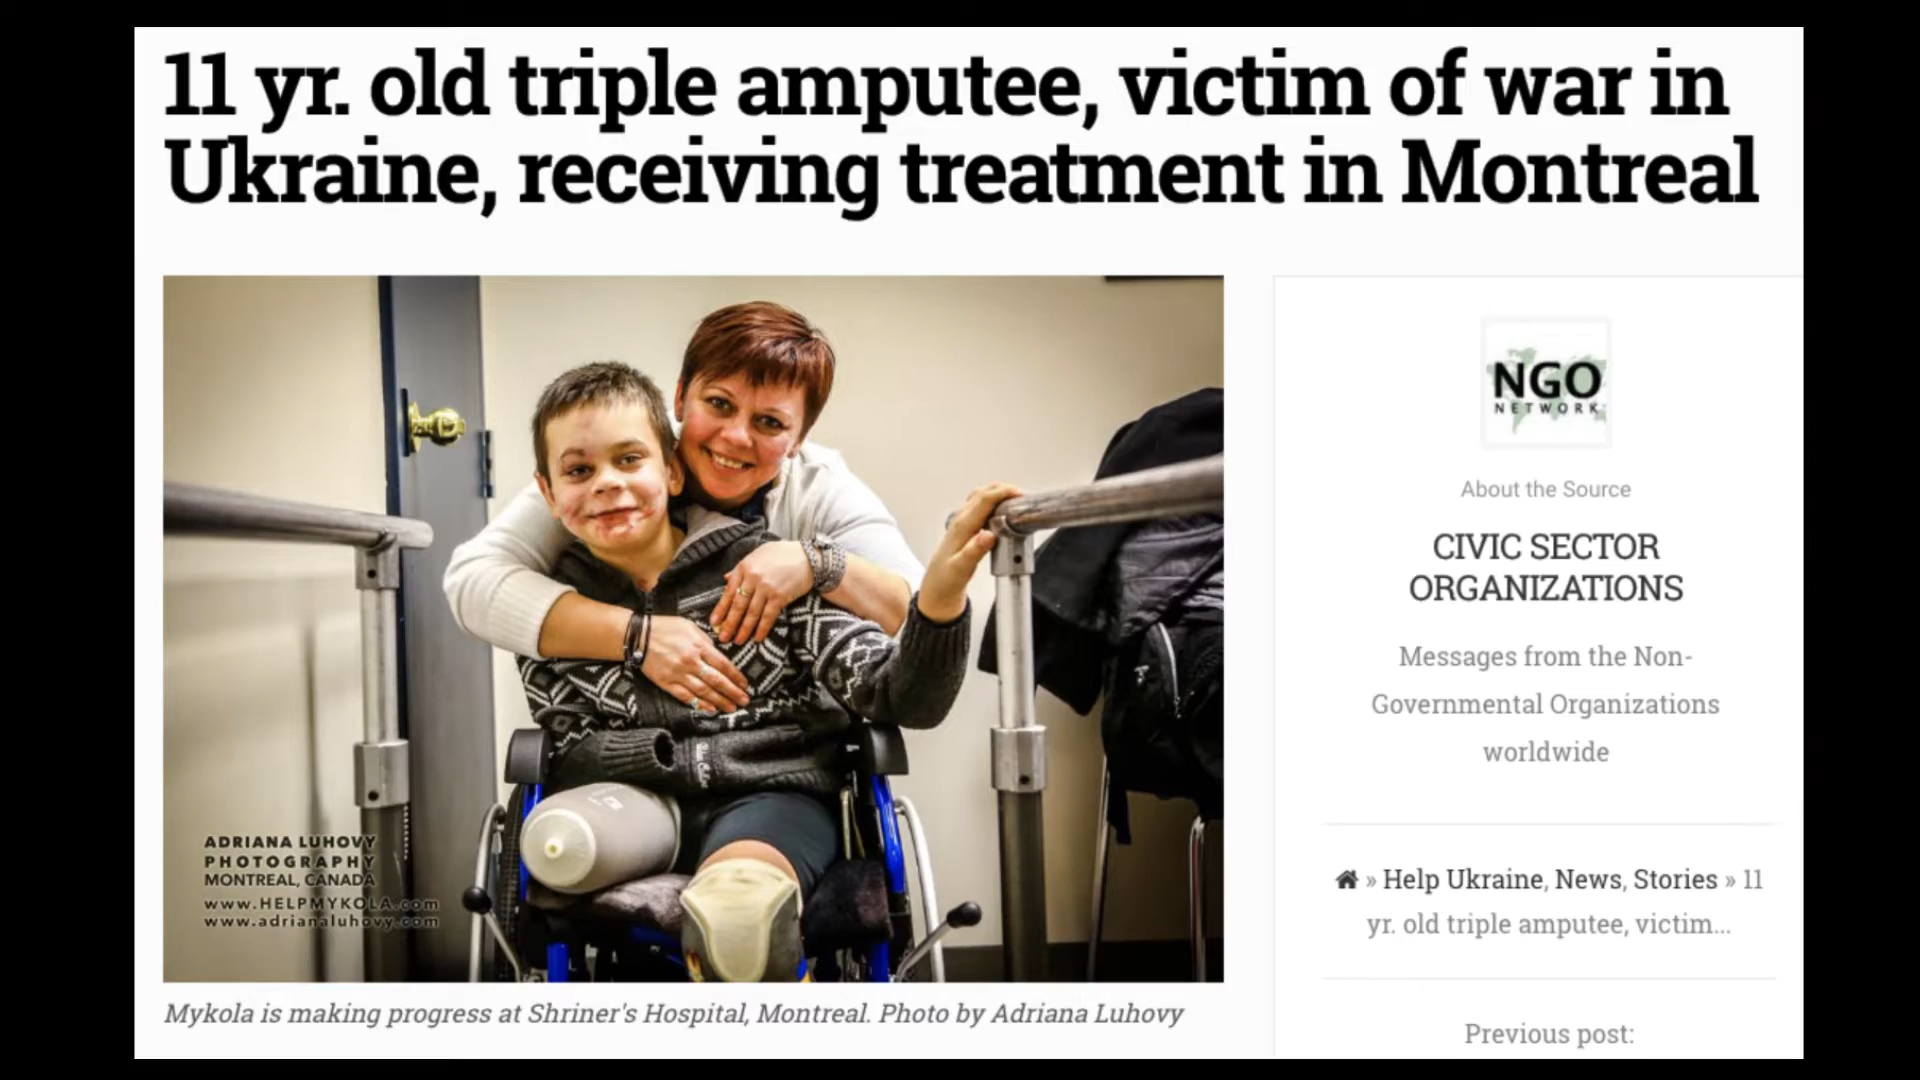 11 yr. old triple amputee, victim of war in
Ukraine, receiving treatment in Montreal
ADRIANA LUHOVY
PHOTOGRAPHY
MONTREAL, CANADA
www.HELPMYKOLA.com
www.adrianaluhovy.com
Mykola is making progress at Shriner's Hospital, Montreal. Photo by Adriana Luhovy
NGO
NETWORK
About the Source
CIVIC SECTOR
ORGANIZATIONS
Messages from the Non-
Governmental Organizations
worldwide
» Help Ukraine, News, Stories » 11
yr. old triple amputee, victim...
Previous post: